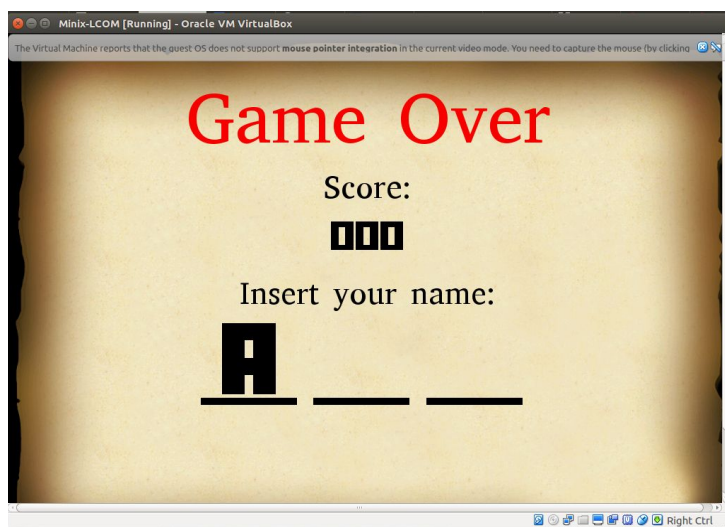 Minix-LCOM [Running] - Oracle VM VirtualBox
The Virtual Machine reports that the guest OS does not support mouse pointer integration in the current video mode. You need to capture the mouse (by clicking
Game Over
Score:
000
Insert your name:
A
Right Ctrl